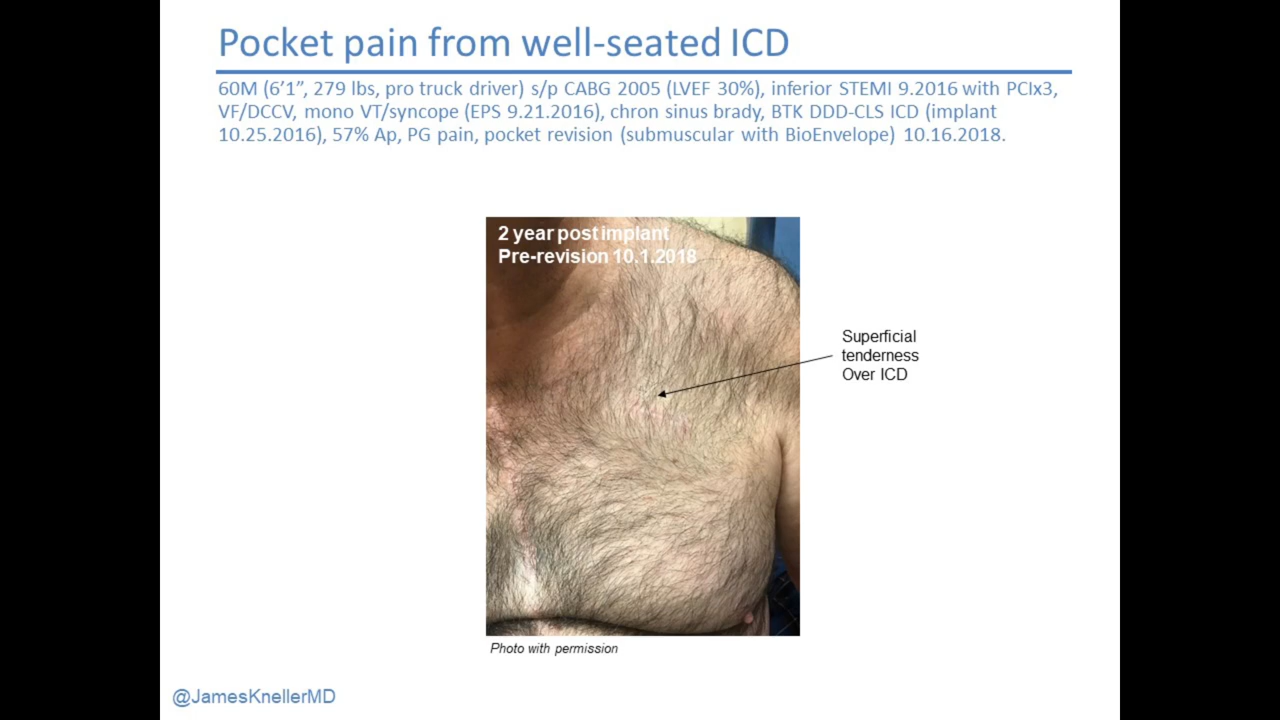 Pocket pain from well-seated ICD
60M (6’1”, 279 lbs, pro truck driver) s/p CABG 2005 (LVEF 30%), inferior STEMI 9.2016 with PCIx3,
VF/DCCV, mono VT/syncope (EPS 9.21.2016), chron sinus brady, BTK DDD-CLS ICD (implant
10.25.2016), 57% Ap, PG pain, pocket revision (submuscular with BioEnvelope) 10.16.2018.
2 year post implant
Pre-revision 10.1.2018
Superficial
tenderness
Over ICD
Photo with permission
@JamesKnellerMD